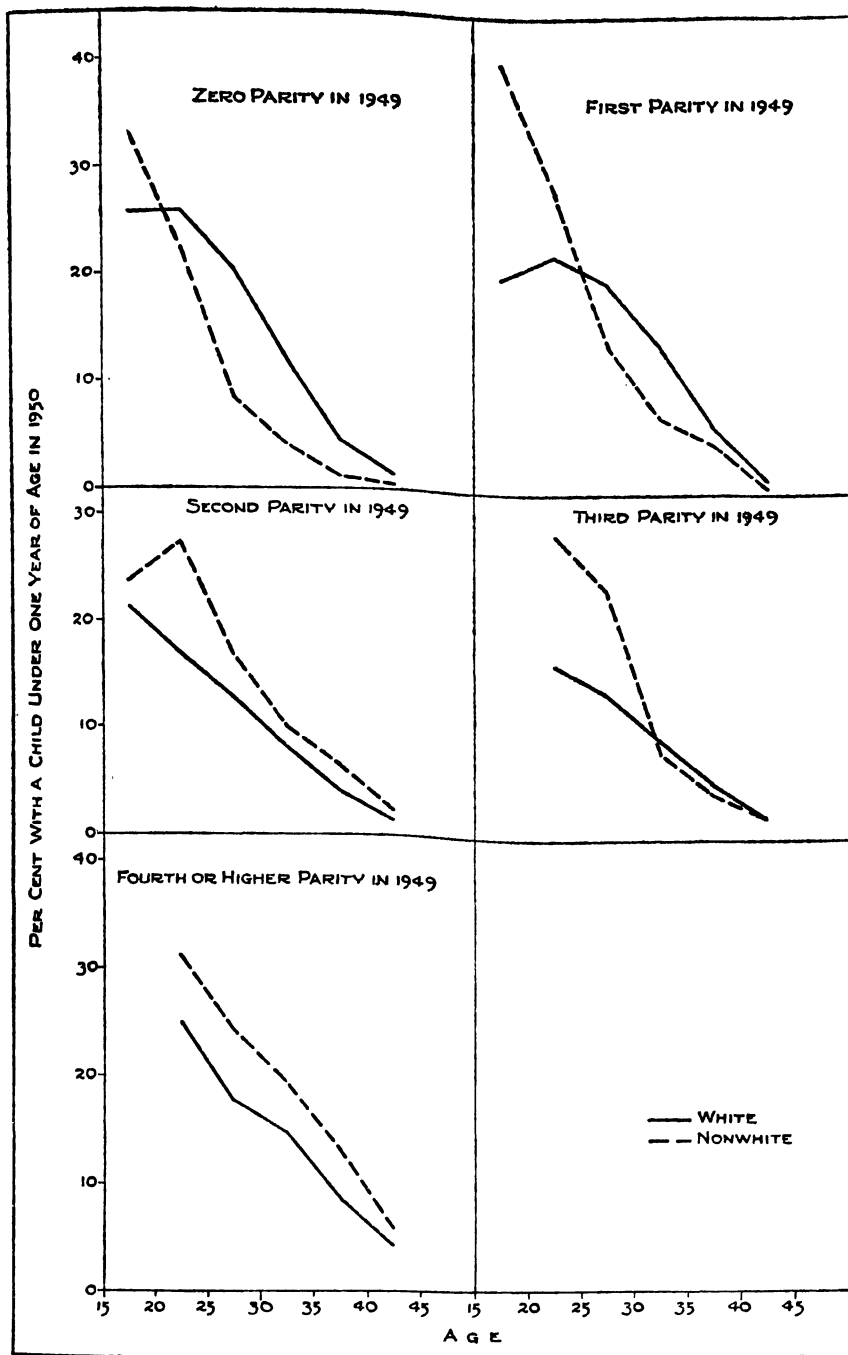 PER CENT WITH A CHILD UNDER ONE YEAR OF AGE IN 1950
40
30
20
10
0
ZERO PARITY IN 1949
FIRST PARITY IN 1949
30
20
10
0
SECOND PARITY IN 1949
THIRD PARITY IN 1949
40
30
20
10
0
FOURTH OR HIGHER PARITY IN 1949
WHITE
NONWHITE
15 20 25 30 35 40 45 15 20 25 30 35 40 45
AGE